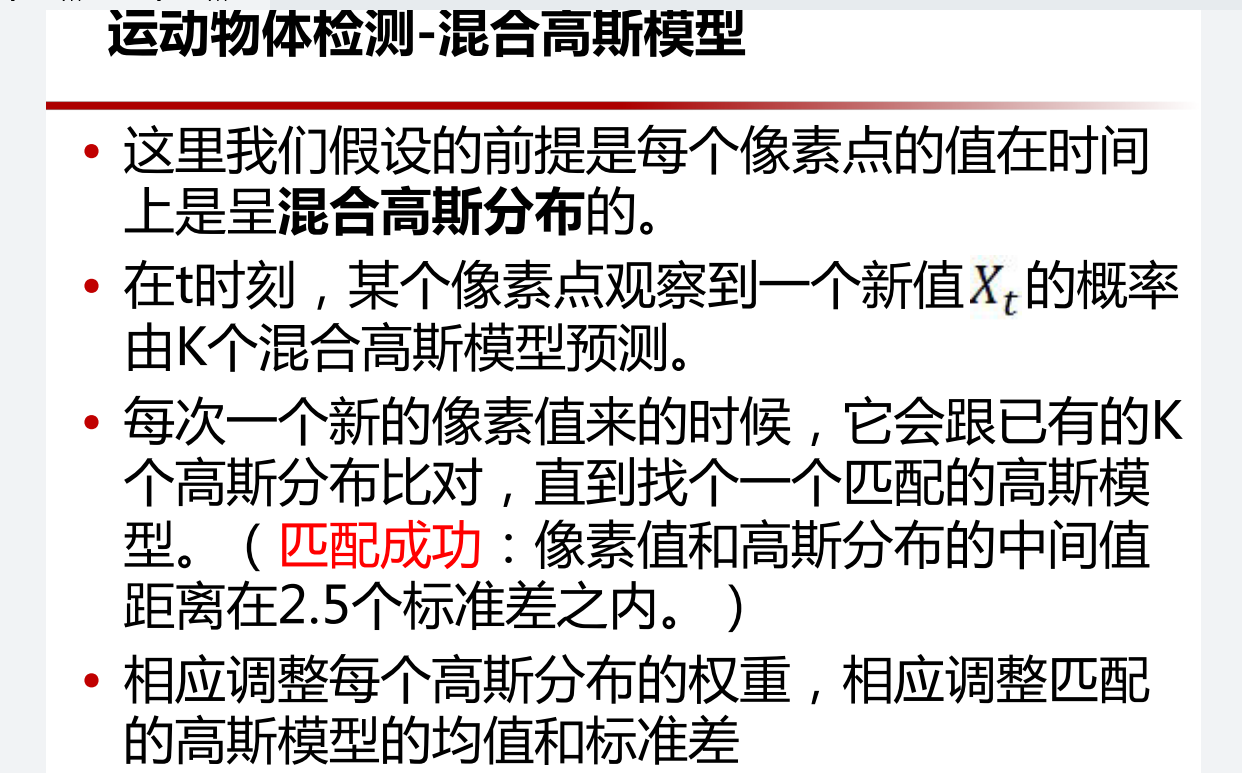 运动物体检测-混合高斯模型
• 这里我们假设的前提是每个像素点的值在时间
上是呈混合高斯分布的。
• 在t时刻，某个像素点观察到一个新值Xₜ的概率
由K个混合高斯模型预测。
• 每次一个新的像素值来的时候，它会跟已有的K
个高斯分布比对，直到找个一个匹配的高斯模
型。（匹配成功：像素值和高斯分布的中间值
距离在2.5个标准差之内。）
• 相应调整每个高斯分布的权重，相应调整匹配
的高斯模型的均值和标准差